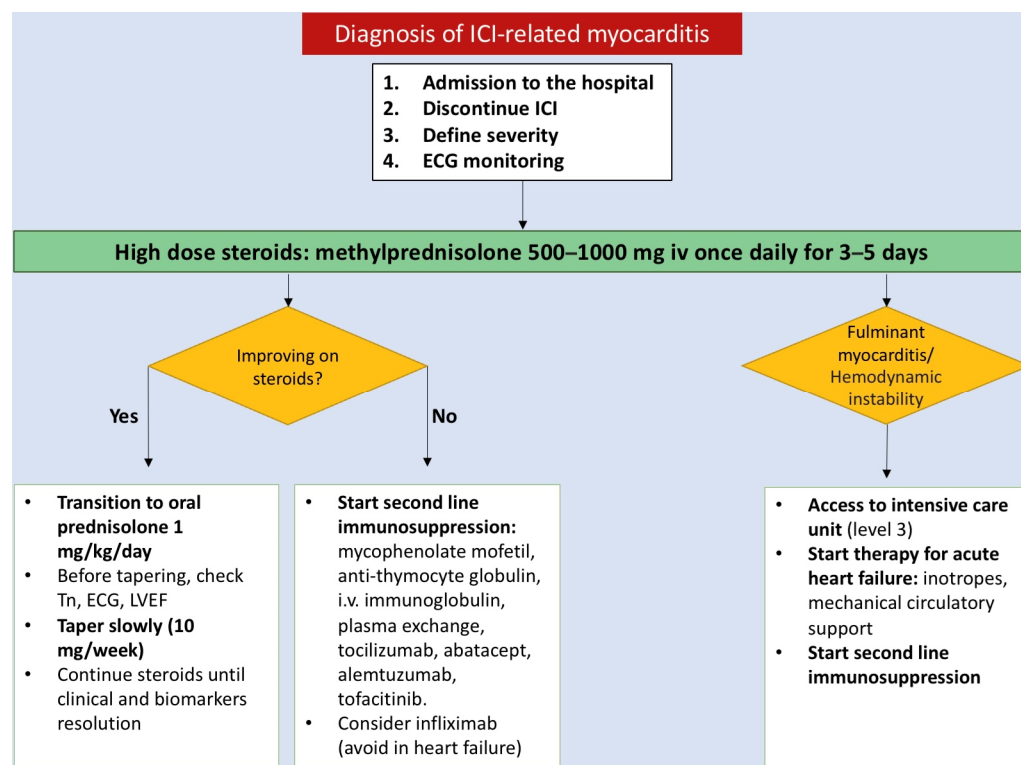 Diagnosis of ICI-related myocarditis
1. Admission to the hospital
2. Discontinue ICI
3. Define severity
4. ECG monitoring
High dose steroids: methylprednisolone 500–1000 mg iv once daily for 3–5 days
Improving on
steroids?
Yes
No
Fulminant
myocarditis/
Hemodynamic
instability
• Transition to oral
prednisolone 1
mg/kg/day
• Before tapering, check
Tn, ECG, LVEF
• Taper slowly (10
mg/week)
• Continue steroids until
clinical and biomarkers
resolution
• Start second line
immunosuppression:
mycophenolate mofetil,
anti-thymocyte globulin,
i.v. immunoglobulin,
plasma exchange,
tocilizumab, abatacept,
alemtuzumab,
tofacitinib.
• Consider infliximab
(avoid in heart failure)
• Access to intensive care
unit (level 3)
• Start therapy for acute
heart failure: inotropes,
mechanical circulatory
support
• Start second line
immunosuppression